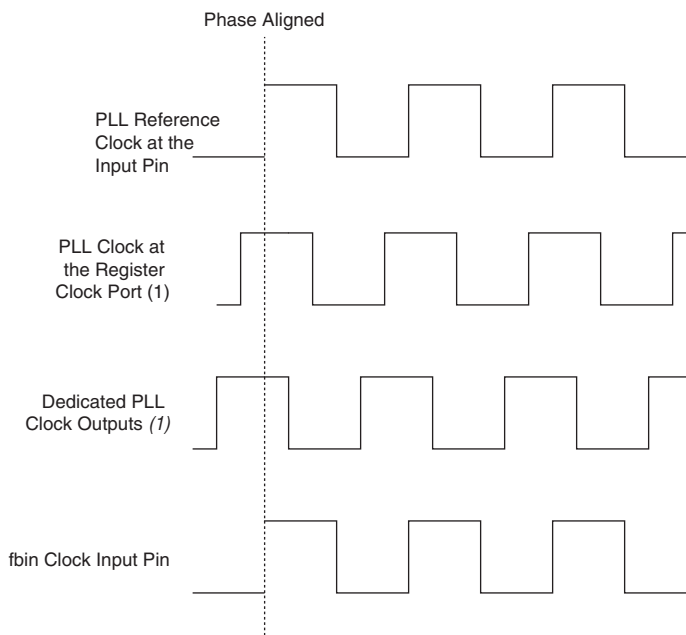 Phase Aligned
PLL Reference
Clock at the
Input Pin
PLL Clock at
the Register
Clock Port (1)
Dedicated PLL
Clock Outputs (1)
fbin Clock Input Pin